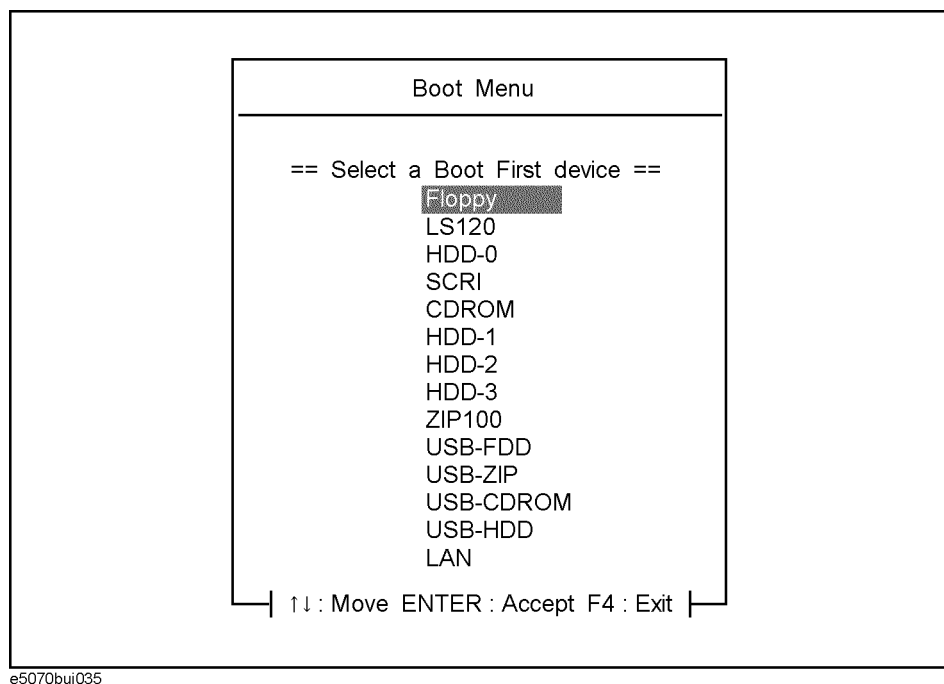 Boot Menu
== Select a Boot First device ==
Floppy
LS120
HDD-0
SCRI
CDROM
HDD-1
HDD-2
HDD-3
ZIP100
USB-FDD
USB-ZIP
USB-CDROM
USB-HDD
LAN
↑↓: Move ENTER : Accept F4 : Exit
e5070bui035